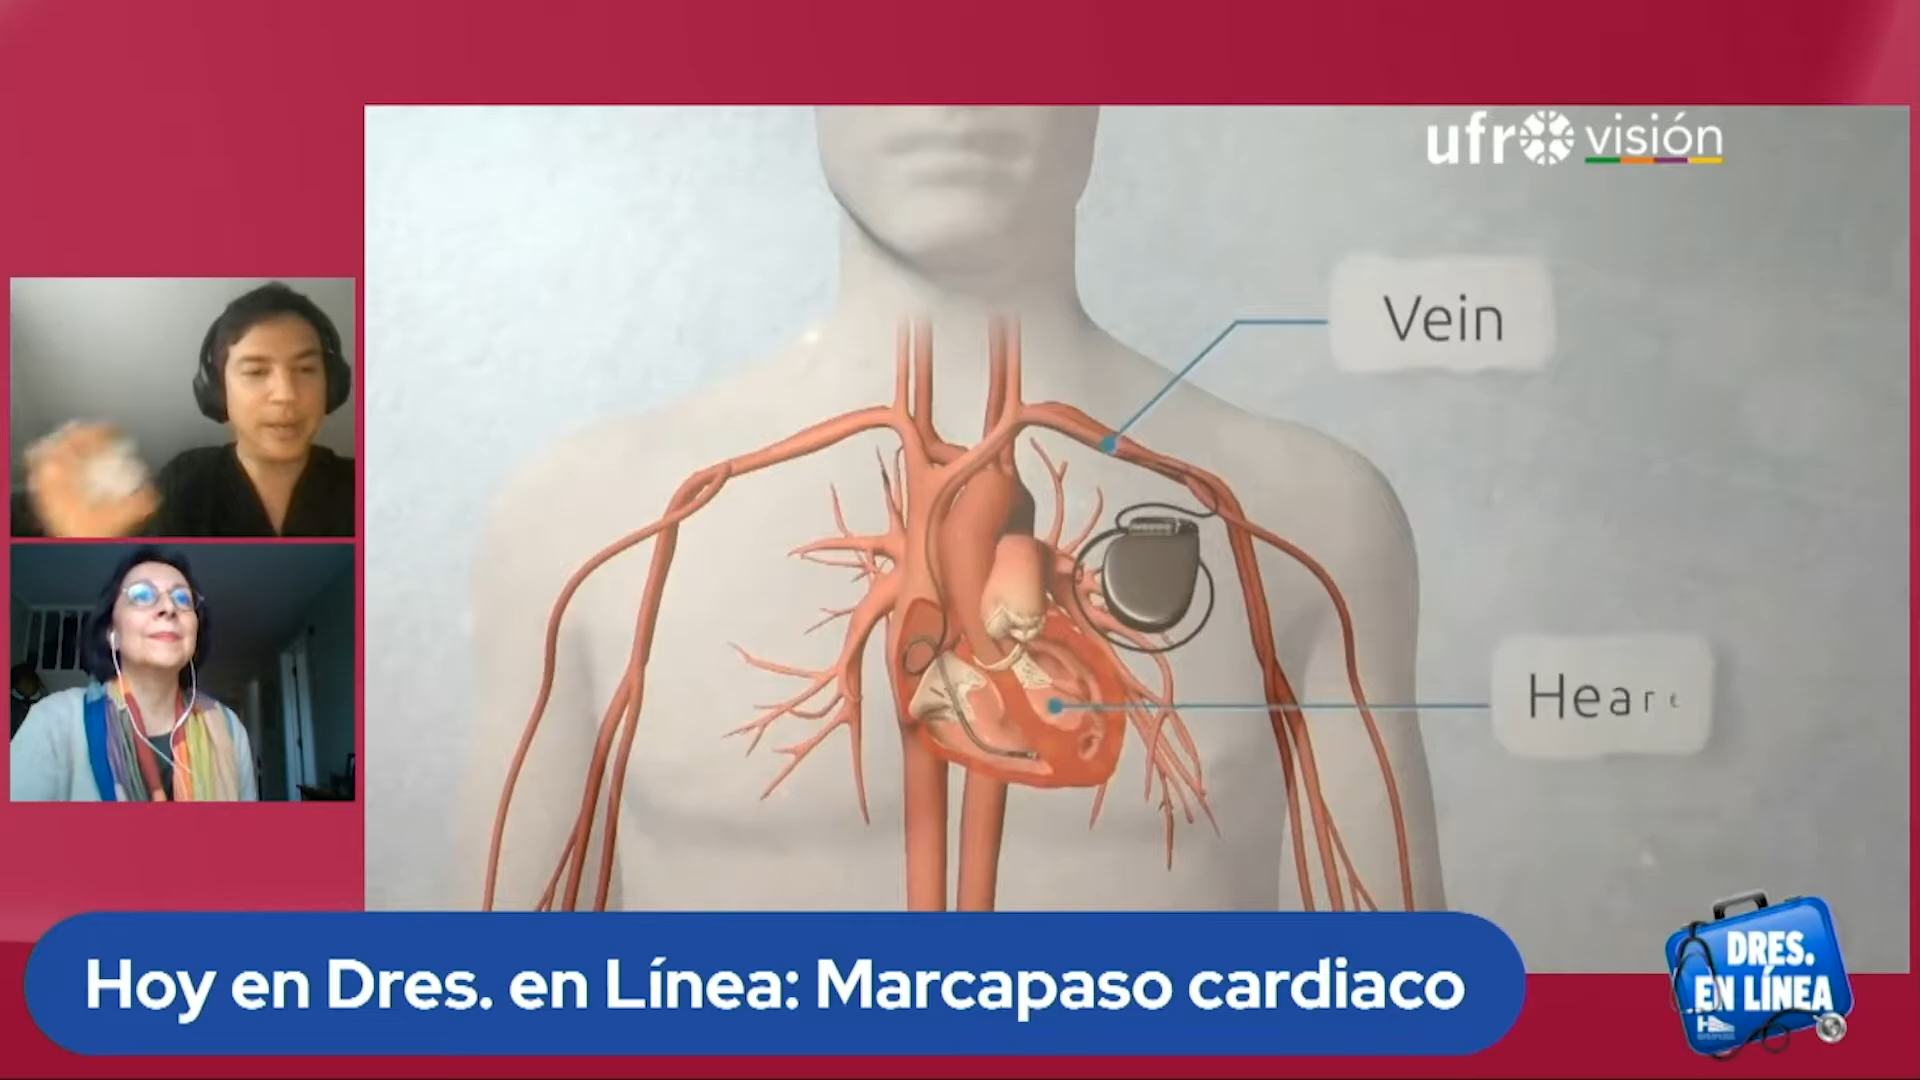 ufro visión
Vein
Heart
Hoy en Dres. en Línea: Marcapaso cardiaco
DRES.
EN LÍNEA